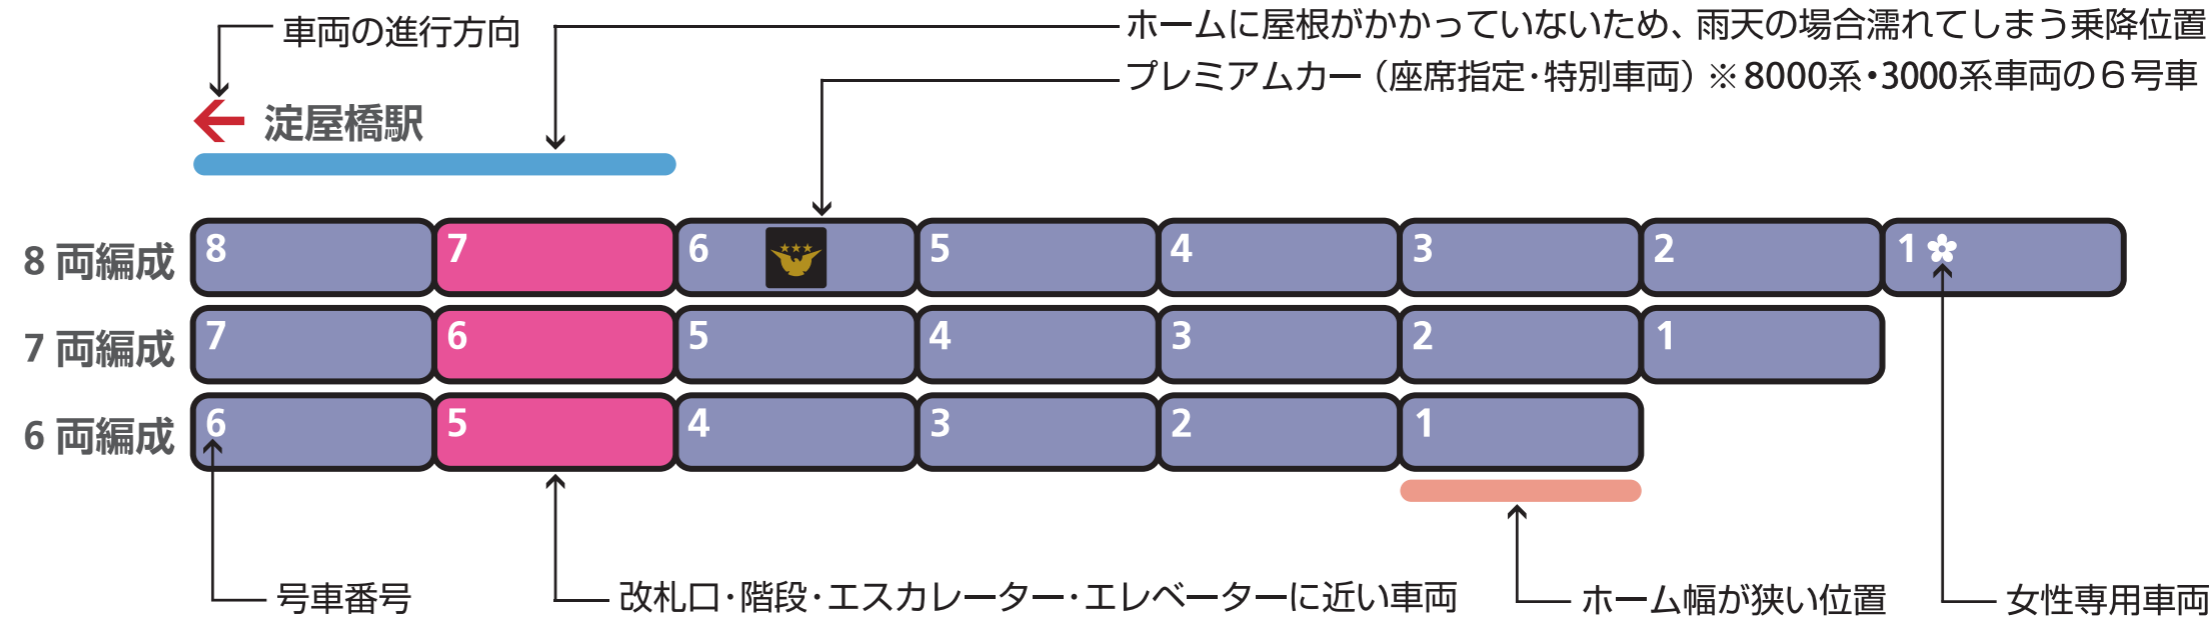 車両の進行方向
ホームに屋根がかかっていないため、雨天の場合濡れてしまう乗降位置
プレミアムカー（座席指定・特別車両）※8000系・3000系車両の６号車
淀屋橋駅
8 両編成 8 7 6 5 4 3 2 1
7 両編成 7 6 5 4 3 2 1
6 両編成 6 5 4 3 2 1
号車番号
改札口・階段・エスカレーター・エレベーターに近い車両
ホーム幅が狭い位置
女性専用車両